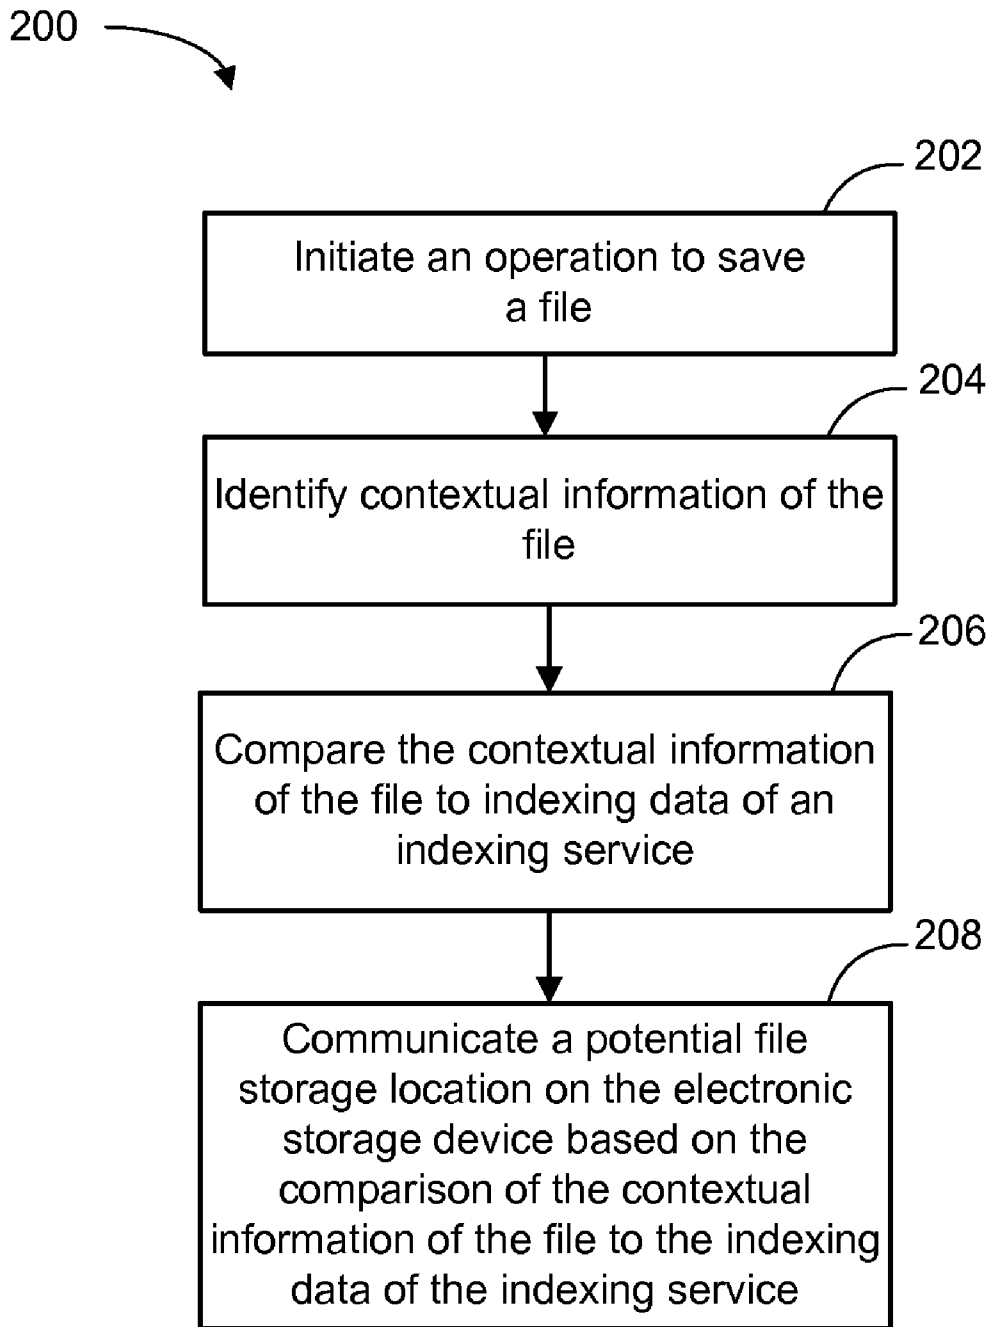 200
202
Initiate an operation to save
a file
204
Identify contextual information of the
file
206
Compare the contextual information
of the file to indexing data of an
indexing service
208
Communicate a potential file
storage location on the electronic
storage device based on the
comparison of the contextual
information of the file to the indexing
data of the indexing service